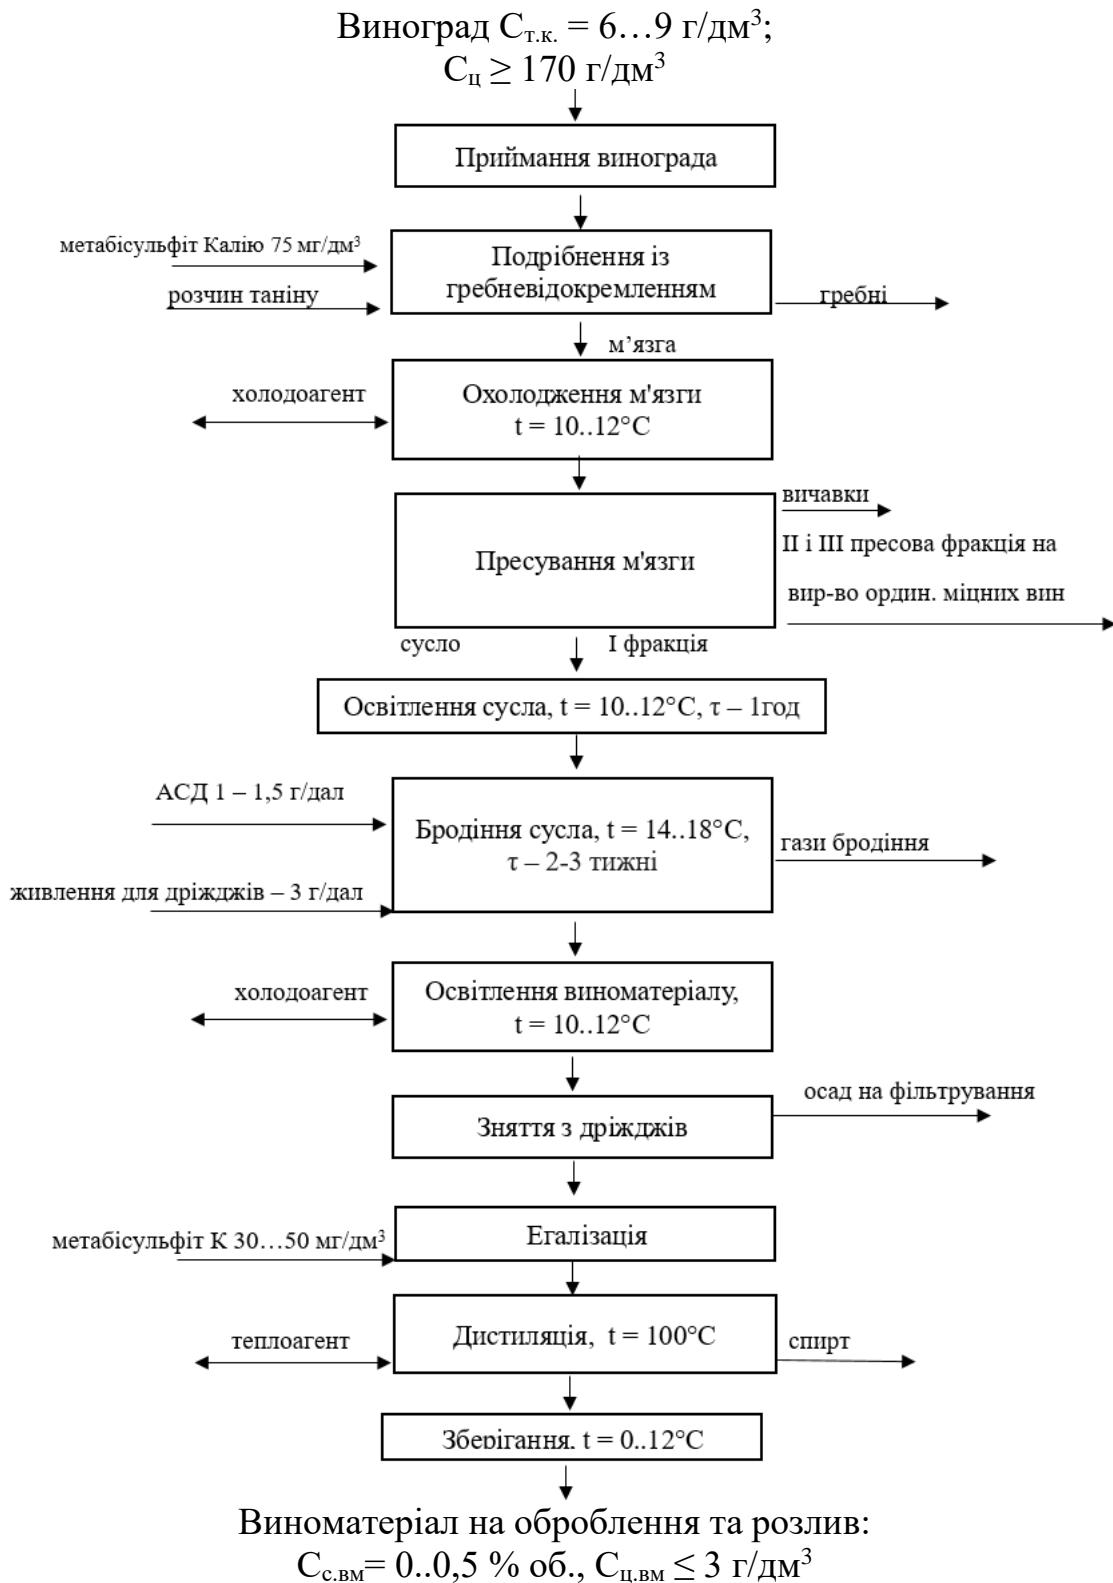 Виноград Cт.к. = 6…9 г/дм³;
Cц ≥ 170 г/дм³
Приймання винограда
метабісульфіт Калію 75 мг/дм³
розчин таніну
Подрібнення із
гребневідокремленням
гребні
м’язга
холодоагент
Охолодження м'язги
t = 10..12°C
Пресування м'язги
вичавки
ІІ і ІІІ пресова фракція на
вир-во ордин. міцних вин
сусло
І фракція
Освітлення сусла, t = 10..12°C, τ – 1год
АСД 1 – 1,5 г/дал
живлення для дріжджів – 3 г/дал
Бродіння сусла, t = 14..18°C,
τ – 2-3 тижні
гази бродіння
холодоагент
Освітлення виноматеріалу,
t = 10..12°C
Зняття з дріжджів
осад на фільтрування
метабісульфіт К 30…50 мг/дм³
Егалізація
теплоагент
Дистиляція, t = 100°C
спирт
Зберігання, t = 0..12°C
Виноматеріал на оброблення та розлив:
Cс.вм= 0..0,5 % об., Cц.вм ≤ 3 г/дм³